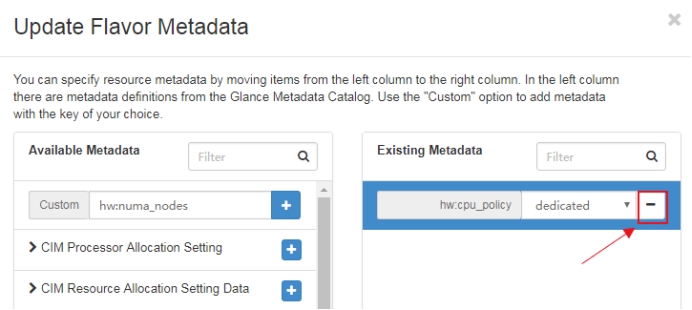 Update Flavor Metadata
You can specify resource metadata by moving items from the left column to the right column. In the left column
there are metadata definitions from the Glance Metadata Catalog. Use the "Custom" option to add metadata
with the key of your choice.
Available Metadata
Filter
Existing Metadata
Filter
Custom
hw:numa_nodes
hw:cpu_policy
dedicated
CIM Processor Allocation Setting
CIM Resource Allocation Setting Data